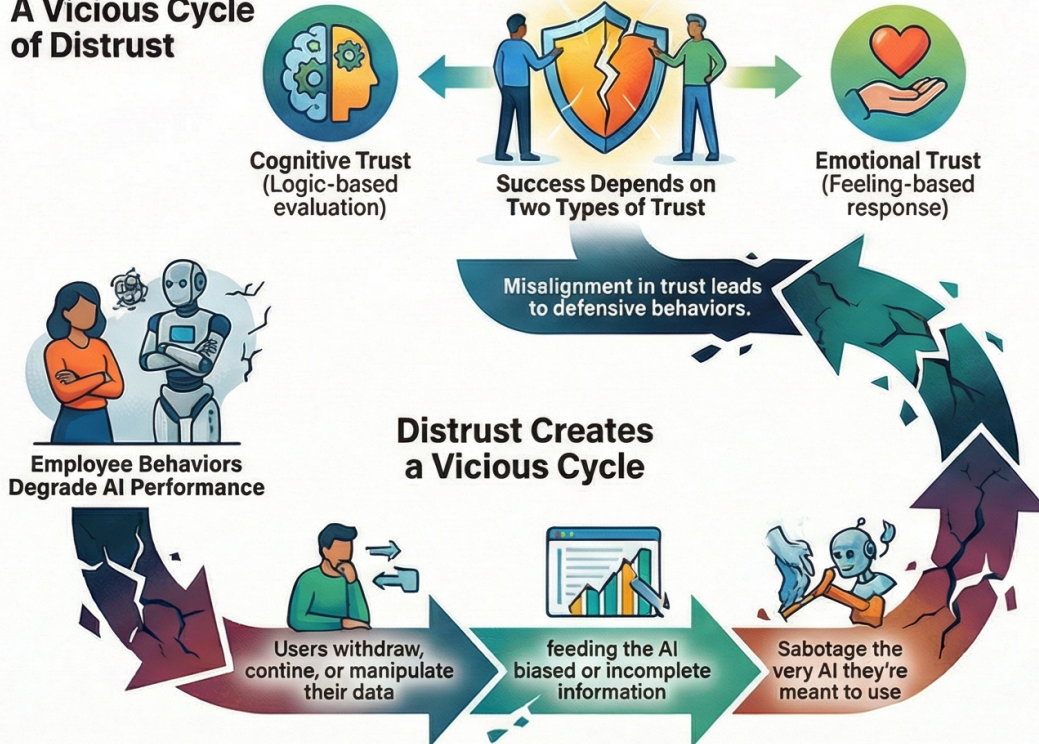 A Vicious Cycle
of Distrust
Cognitive Trust
(Logic-based
evaluation)
Success Depends on
Two Types of Trust
Emotional Trust
(Feeling-based
response)
Misalignment in trust leads
to defensive behaviors.
Distrust Creates
a Vicious Cycle
Employee Behaviors
Degrade AI Performance
Users withdraw,
contine, or manipulate
their data
feeding the AI
biased or incomplete
information
Sabotage the
very AI they're
meant to use